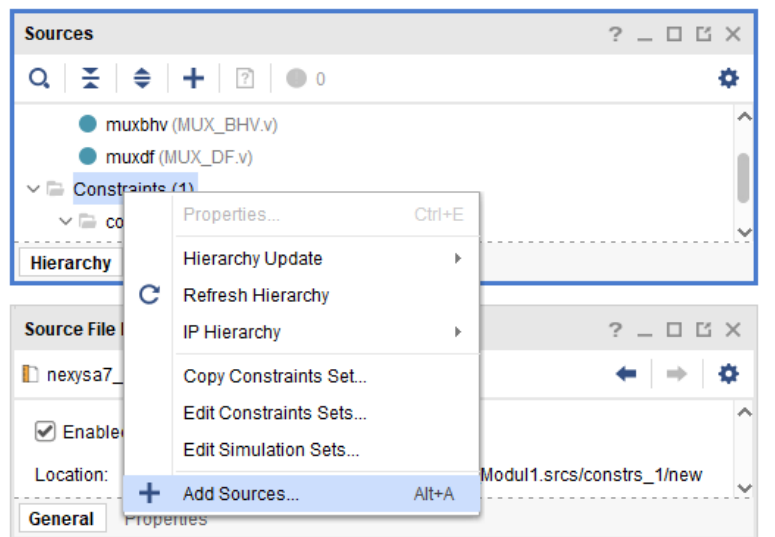 Sources
0
muxbhv (MUX_BHV.v)
muxdf (MUX_DF.v)
Constraints (1)
co
Properties... Ctrl+E
Hierarchy Update
Refresh Hierarchy
IP Hierarchy
Copy Constraints Set...
Edit Constraints Sets...
Edit Simulation Sets...
Add Sources... Alt+A
Hierarchy
Source File
nexysa7_
Enabled
Location: Modul1.srcs/constrs_1/new
General Properties